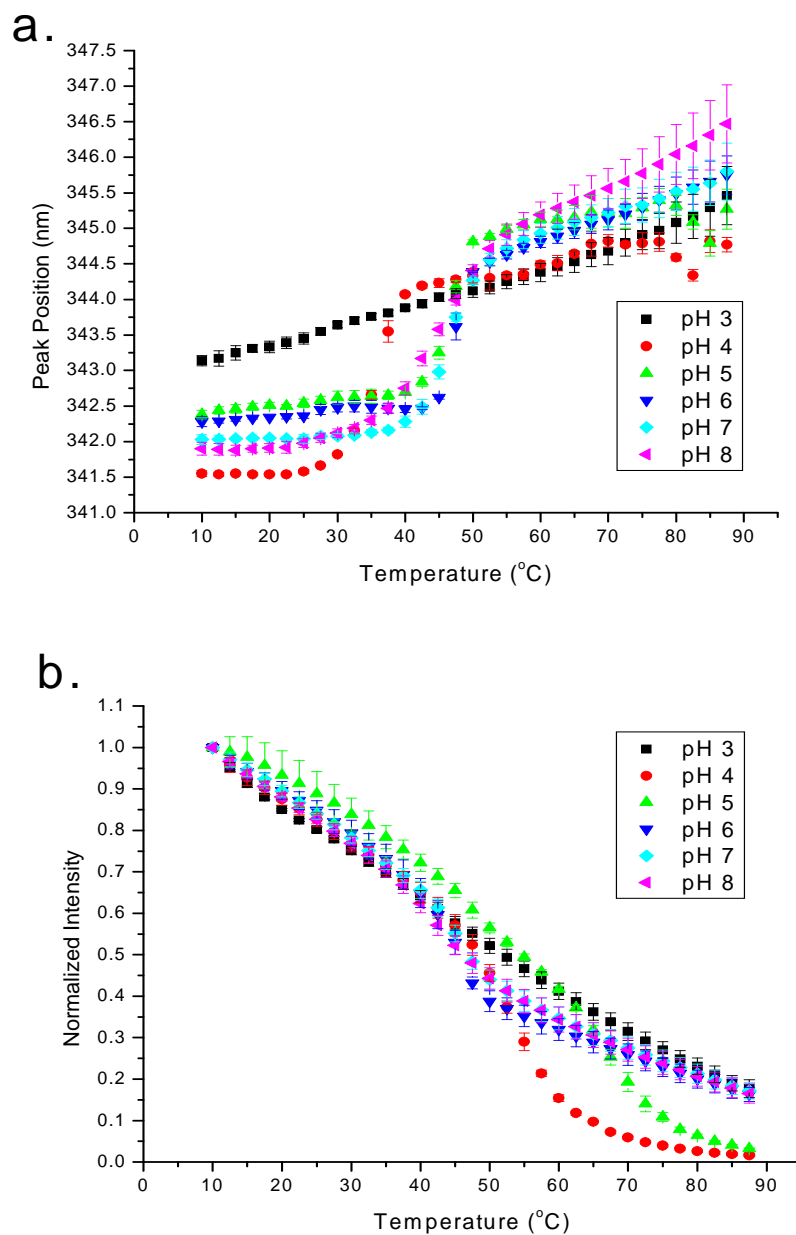 a.
347.5
347.0
346.5
346.0
345.5
345.0
344.5
344.0
343.5
343.0
342.5
342.0
341.5
341.0
Peak Position (nm)
0 10 20 30 40 50 60 70 80 90
Temperature (°C)
pH 3
pH 4
pH 5
pH 6
pH 7
pH 8
b.
1.1
1.0
0.9
0.8
0.7
0.6
0.5
0.4
0.3
0.2
0.1
0.0
Normalized Intensity
0 10 20 30 40 50 60 70 80 90
Temperature (°C)
pH 3
pH 4
pH 5
pH 6
pH 7
pH 8